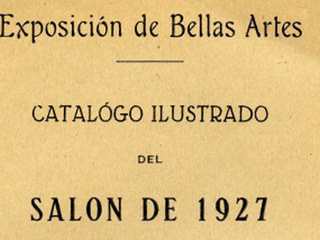 Exposición de Bellas Artes
CATALÓGO ILUSTRADO
DEL
SALON DE 1927